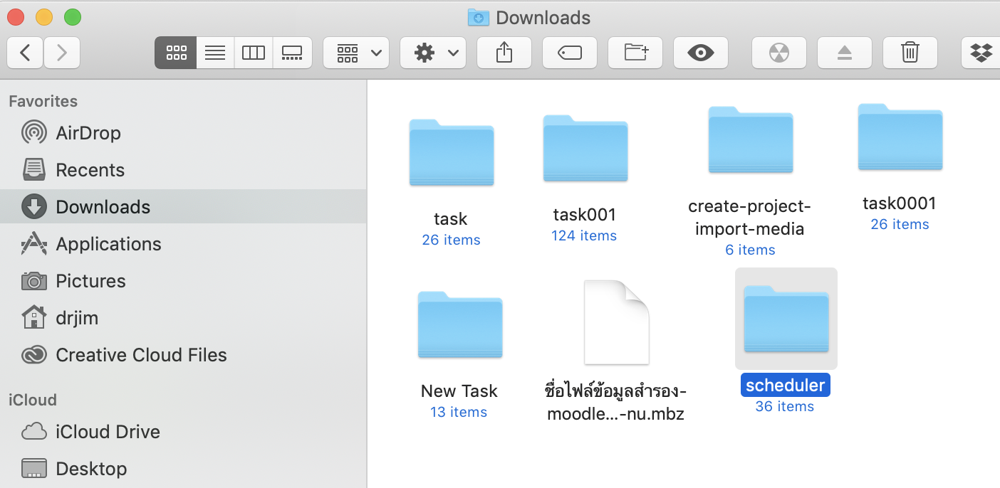 Downloads
Favorites
AirDrop
Recents
Downloads
Applications
Pictures
drjim
Creative Cloud Files
iCloud
iCloud Drive
Desktop
task
26 items
task001
124 items
create-project-
import-media
6 items
task0001
26 items
New Task
13 items
ชื่อไฟล์ข้อมูลสำรอง-
moodle...-nu.mbz
scheduler
36 items